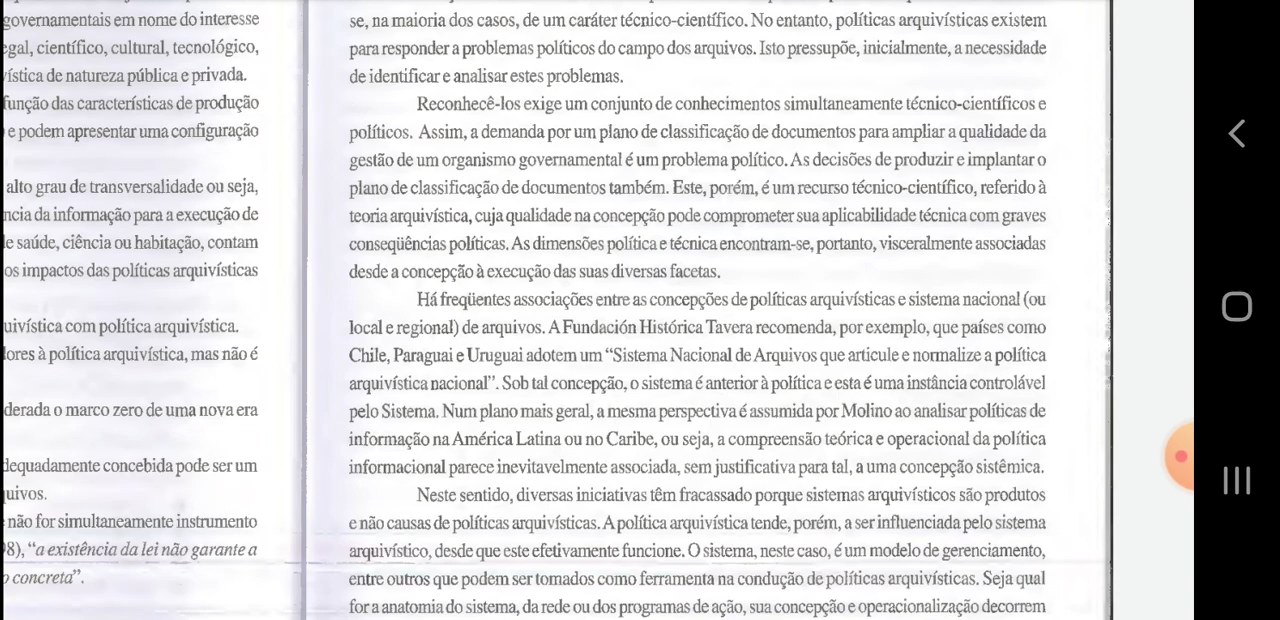 governamentais em nome do interesse
egal, científico, cultural, tecnológico,
vística de natureza pública e privada.
função das características de produção
e podem apresentar uma configuração
alto grau de transversalidade ou seja,
ncia da informação para a execução de
de saúde, ciência ou habitação, contam
os impactos das políticas arquivísticas
uivística com política arquivística.
lores à política arquivística, mas não é
derada o marco zero de uma nova era
dequadamente concebida pode ser um
quivos.
não for simultaneamente instrumento
98), “a existência da lei não garante a
o concreta”.
se, na maioria dos casos, de um caráter técnico-científico. No entanto, políticas arquivísticas existem
para responder a problemas políticos do campo dos arquivos. Isto pressupõe, inicialmente, a necessidade
de identificar e analisar estes problemas.
Reconhecê-los exige um conjunto de conhecimentos simultaneamente técnico-científicos e
políticos. Assim, a demanda por um plano de classificação de documentos para ampliar a qualidade da
gestão de um organismo governamental é um problema político. As decisões de produzir e implantar o
plano de classificação de documentos também. Este, porém, é um recurso técnico-científico, referido à
teoria arquivística, cuja qualidade na concepção pode comprometer sua aplicabilidade técnica com graves
conseqüências políticas. As dimensões política e técnica encontram-se, portanto, visceralmente associadas
desde a concepção à execução das suas diversas facetas.
Há freqüentes associações entre as concepções de políticas arquivísticas e sistema nacional (ou
local e regional) de arquivos. A Fundación Histórica Tavera recomenda, por exemplo, que países como
Chile, Paraguai e Uruguai adotem um “Sistema Nacional de Arquivos que articule e normalize a política
arquivística nacional”. Sob tal concepção, o sistema é anterior à política e esta é uma instância controlável
pelo Sistema. Num plano mais geral, a mesma perspectiva é assumida por Molino ao analisar políticas de
informação na América Latina ou no Caribe, ou seja, a compreensão teórica e operacional da política
informacional parece inevitavelmente associada, sem justificativa para tal, a uma concepção sistêmica.
Neste sentido, diversas iniciativas têm fracassado porque sistemas arquivísticos são produtos
e não causas de políticas arquivísticas. A política arquivística tende, porém, a ser influenciada pelo sistema
arquivístico, desde que este efetivamente funcione. O sistema, neste caso, é um modelo de gerenciamento,
entre outros que podem ser tomados como ferramenta na condução de políticas arquivísticas. Seja qual
for a anatomia do sistema, da rede ou dos programas de ação, sua concepção e operacionalização decorrem